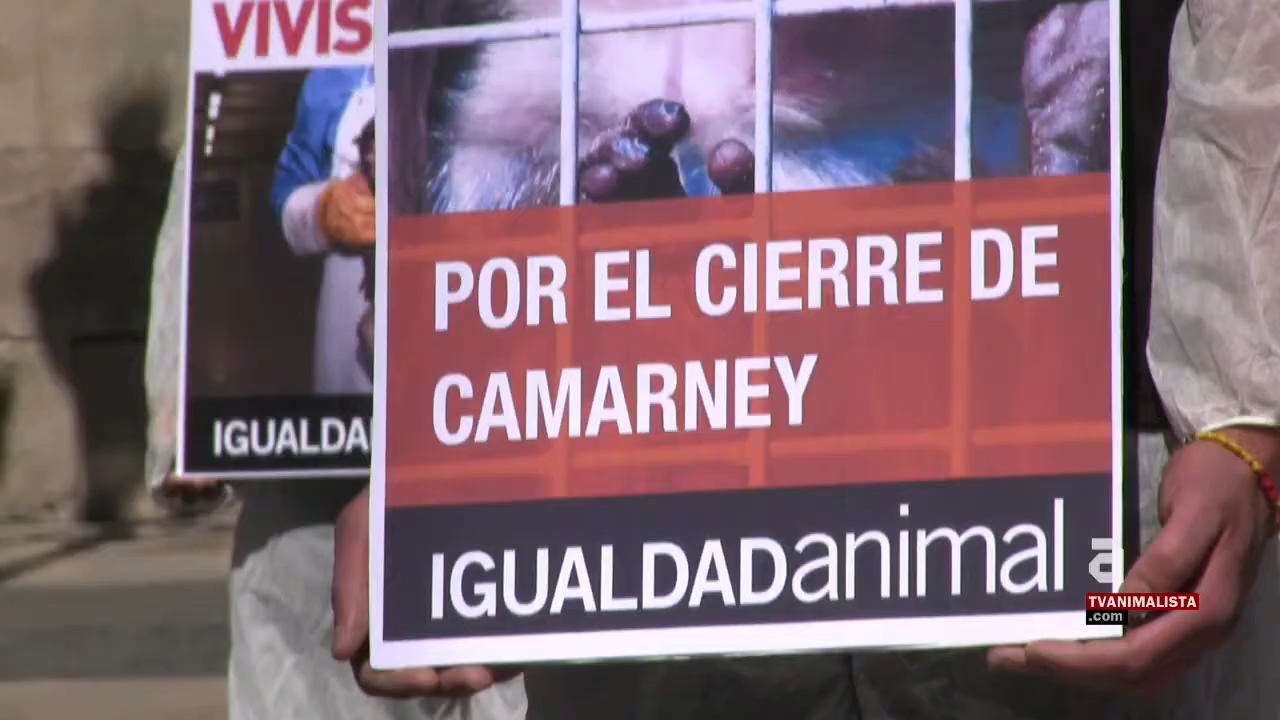 VIVIS
IGUALDA
POR EL CIERRE DE
CAMARNEY
IGUALDADanimal
a
TVANIMALISTA
.com